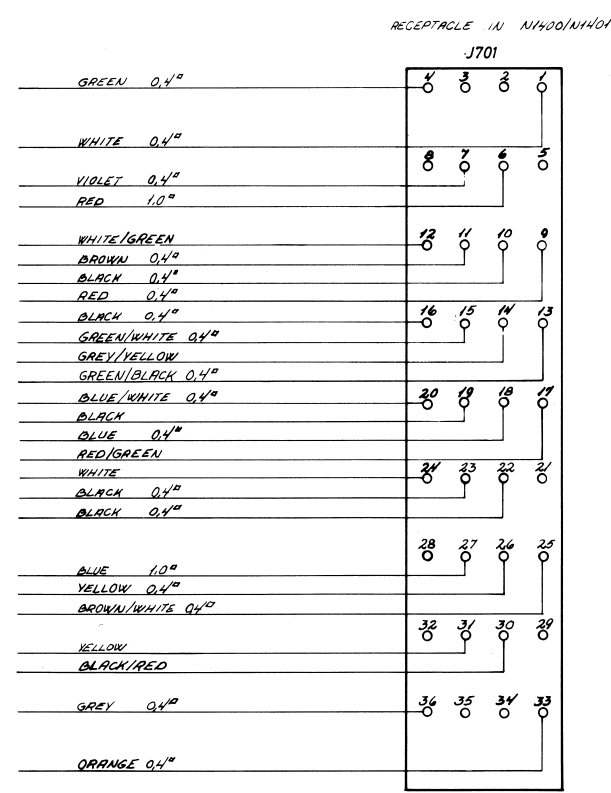 RECEPTACLE IN N1400/N1401
J701
4 3 2 1
GREEN 0,4□
WHITE 0,4□
8 7 6 5
VIOLET 0,4□
RED 1,0□
WHITE/GREEN
12 11 10 9
BROWN 0,4□
BLACK 0,4□
RED 0,4□
BLACK 0,4□
16 15 14 13
GREEN/WHITE 0,4□
GREY/YELLOW
GREEN/BLACK 0,4□
BLUE/WHITE 0,4□
20 19 18 17
BLACK
BLUE 0,4□
RED/GREEN
WHITE
24 23 22 21
BLACK 0,4□
BLACK 0,4□
28 27 26 25
BLUE 1,0□
YELLOW 0,4□
BROWN/WHITE 0,4□
32 31 30 29
YELLOW
BLACK/RED
GREY 0,4□
36 35 34 33
ORANGE 0,4□